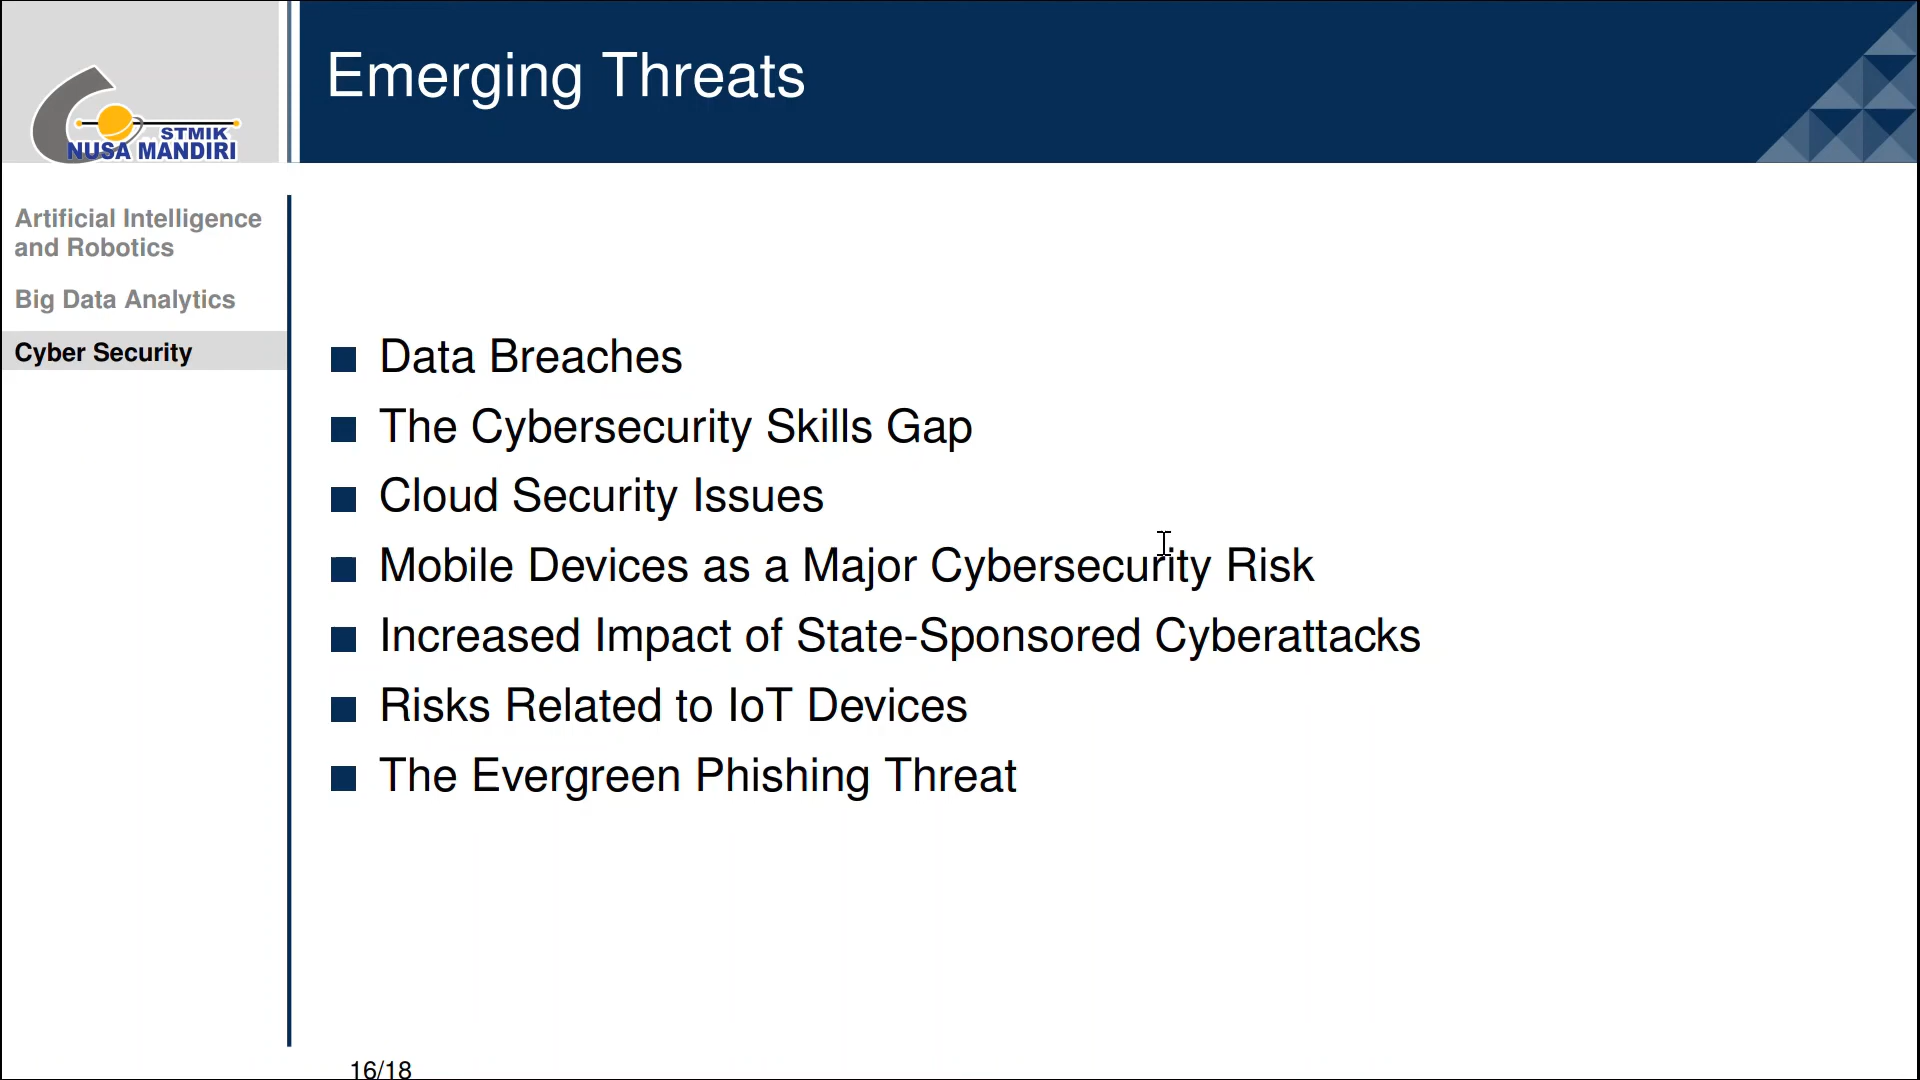 Emerging Threats
STMIK
NUSA MANDIRI
Artificial Intelligence
and Robotics
Big Data Analytics
Cyber Security
Data Breaches
The Cybersecurity Skills Gap
Cloud Security Issues
Mobile Devices as a Major Cybersecurity Risk
Increased Impact of State-Sponsored Cyberattacks
Risks Related to IoT Devices
The Evergreen Phishing Threat
16/18